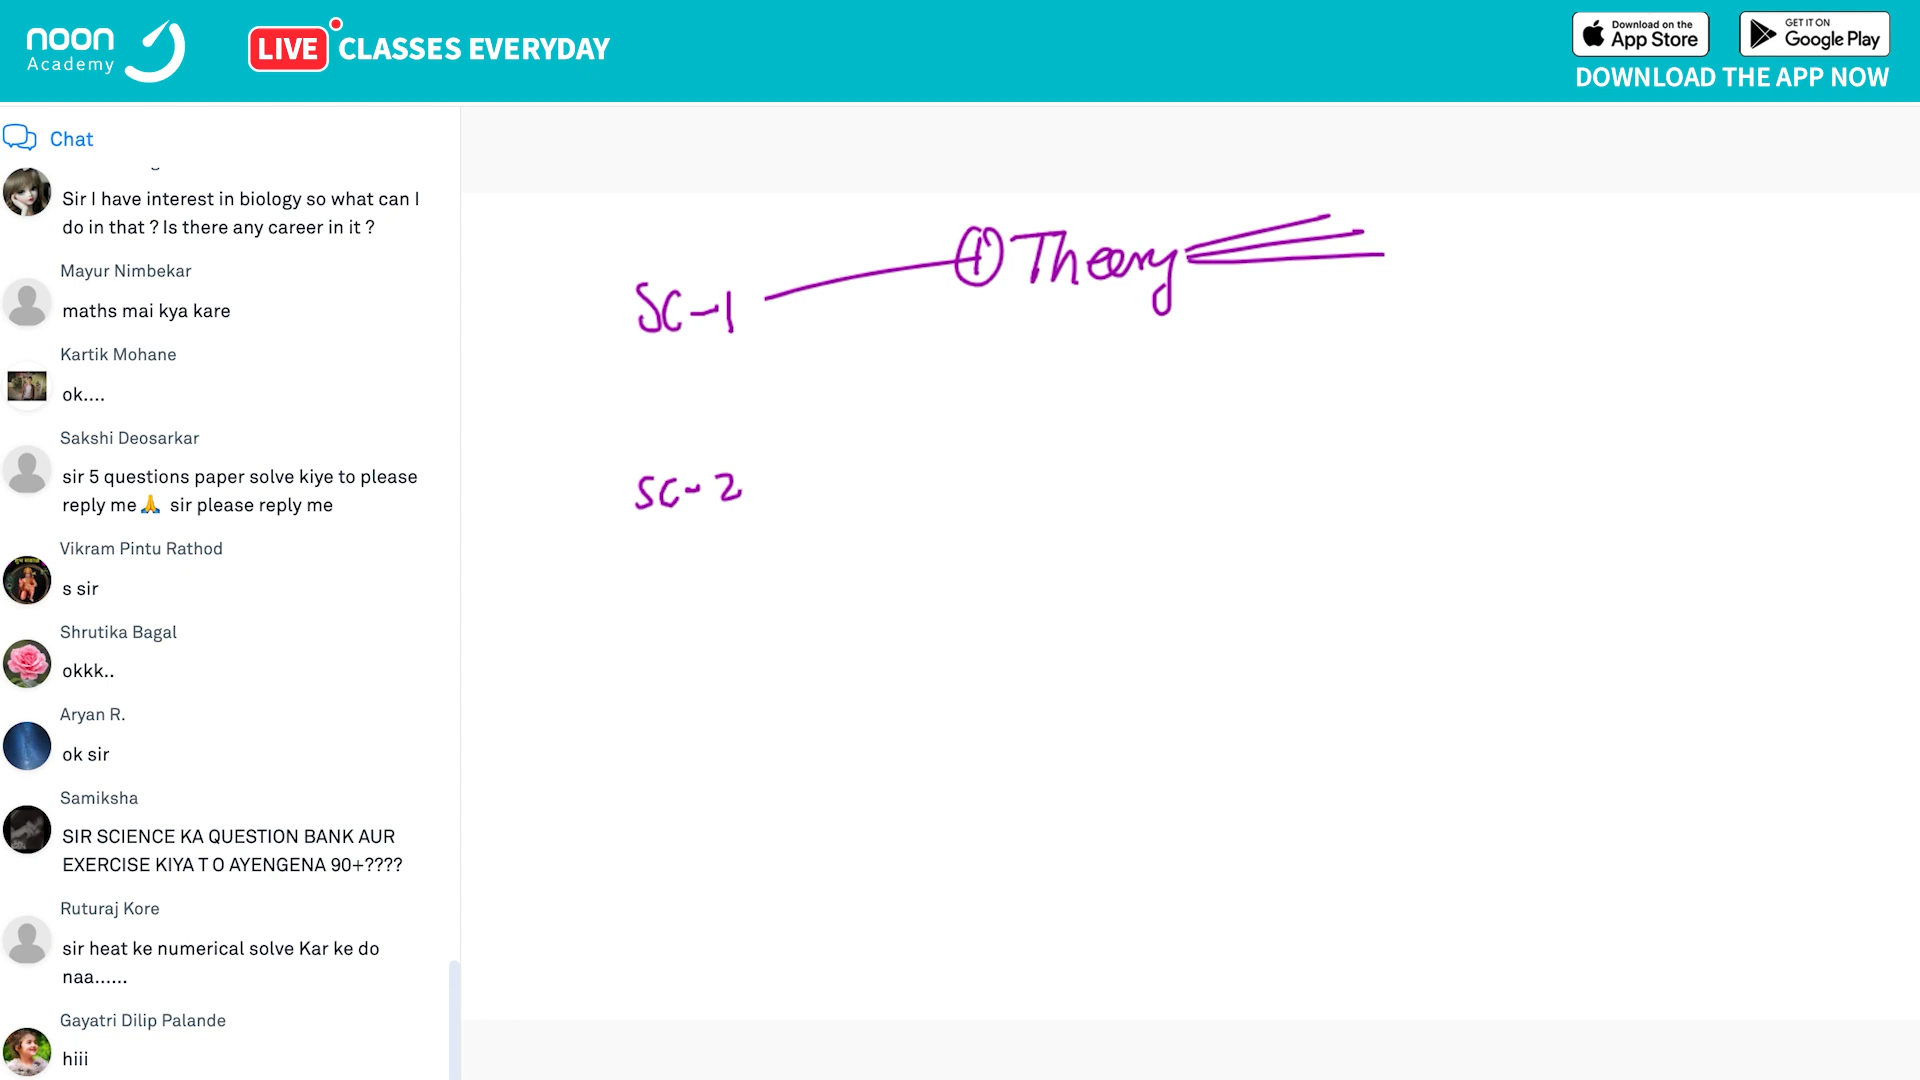 noon
Academy
LIVE CLASSES EVERYDAY
Download on the
App Store
GET IT ON
Google Play
DOWNLOAD THE APP NOW
Chat
Sir I have interest in biology so what can I
do in that ? Is there any career in it ?
Mayur Nimbekar
maths mai kya kare
Kartik Mohane
ok....
Sakshi Deosarkar
sir 5 questions paper solve kiye to please
reply me🙏 sir please reply me
Vikram Pintu Rathod
s sir
Shrutika Bagal
okkk..
Aryan R.
ok sir
Samiksha
SIR SCIENCE KA QUESTION BANK AUR
EXERCISE KIYA T O AYENGENA 90+????
Ruturaj Kore
sir heat ke numerical solve Kar ke do
naa......
Gayatri Dilip Palande
hiii
① Theory
SC-1
SC-2